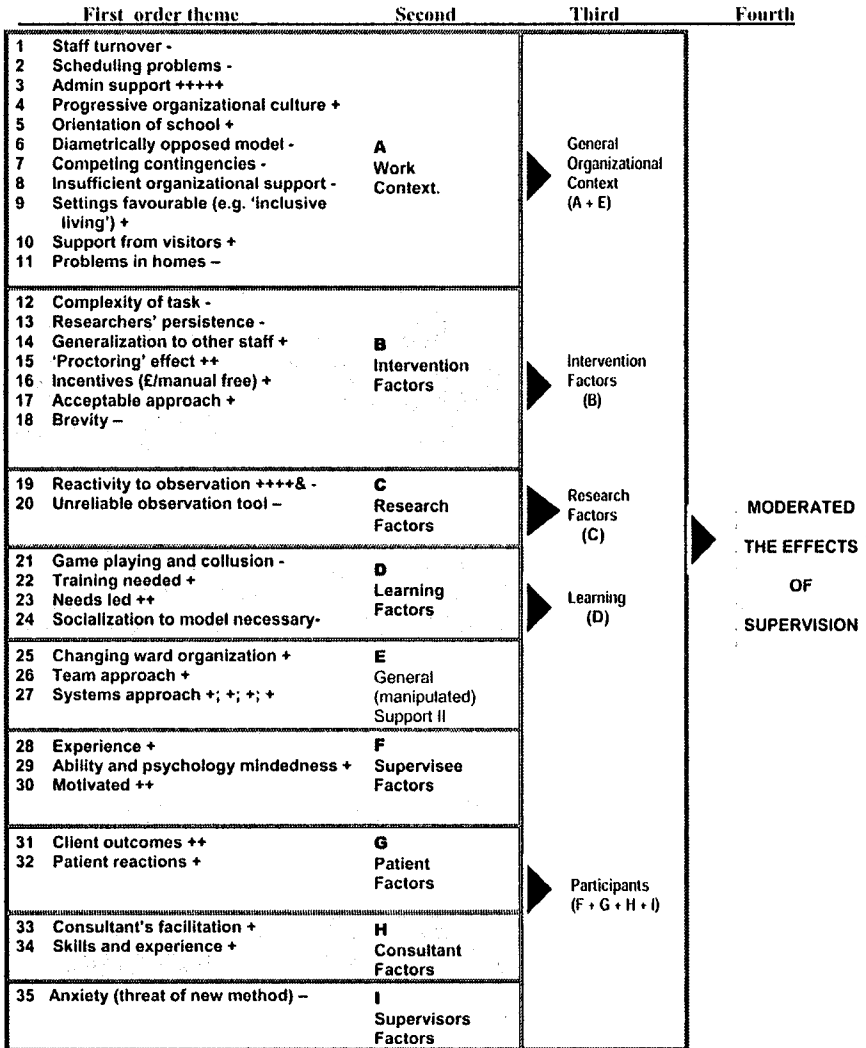 First order theme Second Third Fourth
1 Staff turnover -
2 Scheduling problems -
3 Admin support +++++
4 Progressive organizational culture +
5 Orientation of school +
6 Diametrically opposed model -
7 Competing contingencies -
8 Insufficient organizational support -
9 Settings favourable (e.g. ‘inclusive
living’) +
10 Support from visitors +
11 Problems in homes –
A
Work
Context.
General
Organizational
Context
(A + E)
12 Complexity of task -
13 Researchers’ persistence -
14 Generalization to other staff +
15 ‘Proctoring’ effect ++
16 Incentives (£/manual free) +
17 Acceptable approach +
18 Brevity –
B
Intervention
Factors
Intervention
Factors
(B)
19 Reactivity to observation ++++& -
20 Unreliable observation tool –
C
Research
Factors
Research
Factors
(C)
21 Game playing and collusion -
22 Training needed +
23 Needs led ++
24 Socialization to model necessary-
D
Learning
Factors
Learning
(D)
25 Changing ward organization +
26 Team approach +
27 Systems approach +; +; +; +
E
General
(manipulated)
Support II
28 Experience +
29 Ability and psychology mindedness +
30 Motivated ++
F
Supervisee
Factors
31 Client outcomes ++
32 Patient reactions +
G
Patient
Factors
33 Consultant’s facilitation +
34 Skills and experience +
H
Consultant
Factors
35 Anxiety (threat of new method) –
I
Supervisors
Factors
Participants
(F + G + H + I)
MODERATED
THE EFFECTS
OF
SUPERVISION